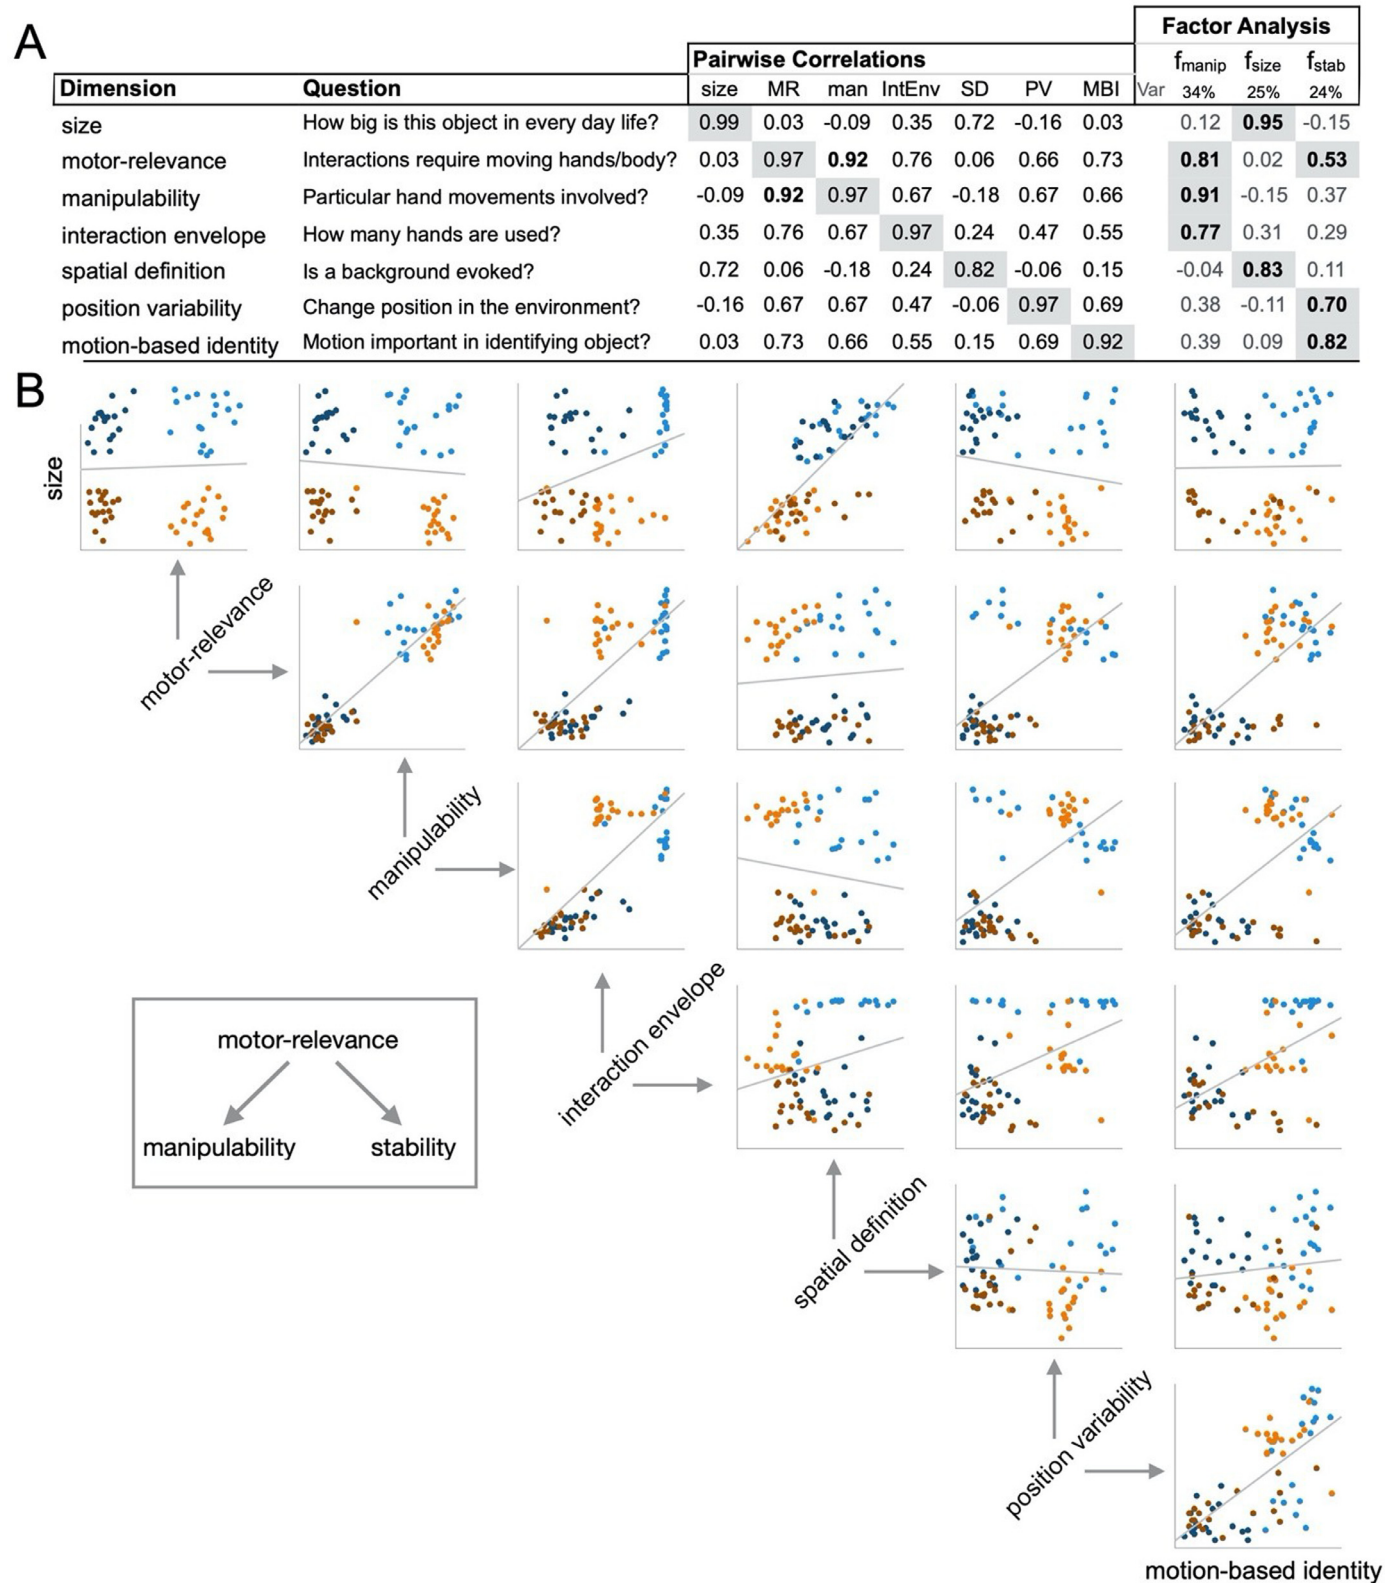 A
Factor Analysis
Pairwise Correlations fmanip fsize fstab
Dimension Question size MR man IntEnv SD PV MBI Var 34% 25% 24%
size How big is this object in every day life? 0.99 0.03 -0.09 0.35 0.72 -0.16 0.03 0.12 0.95 -0.15
motor-relevance Interactions require moving hands/body? 0.03 0.97 0.92 0.76 0.06 0.66 0.73 0.81 0.02 0.53
manipulability Particular hand movements involved? -0.09 0.92 0.97 0.67 -0.18 0.67 0.66 0.91 -0.15 0.37
interaction envelope How many hands are used? 0.35 0.76 0.67 0.97 0.24 0.47 0.55 0.77 0.31 0.29
spatial definition Is a background evoked? 0.72 0.06 -0.18 0.24 0.82 -0.06 0.15 -0.04 0.83 0.11
position variability Change position in the environment? -0.16 0.67 0.67 0.47 -0.06 0.97 0.69 0.38 -0.11 0.70
motion-based identity Motion important in identifying object? 0.03 0.73 0.66 0.55 0.15 0.69 0.92 0.39 0.09 0.82
B
size
motor-relevance
manipulability
interaction envelope
motor-relevance
manipulability stability
spatial definition
position variability
motion-based identity